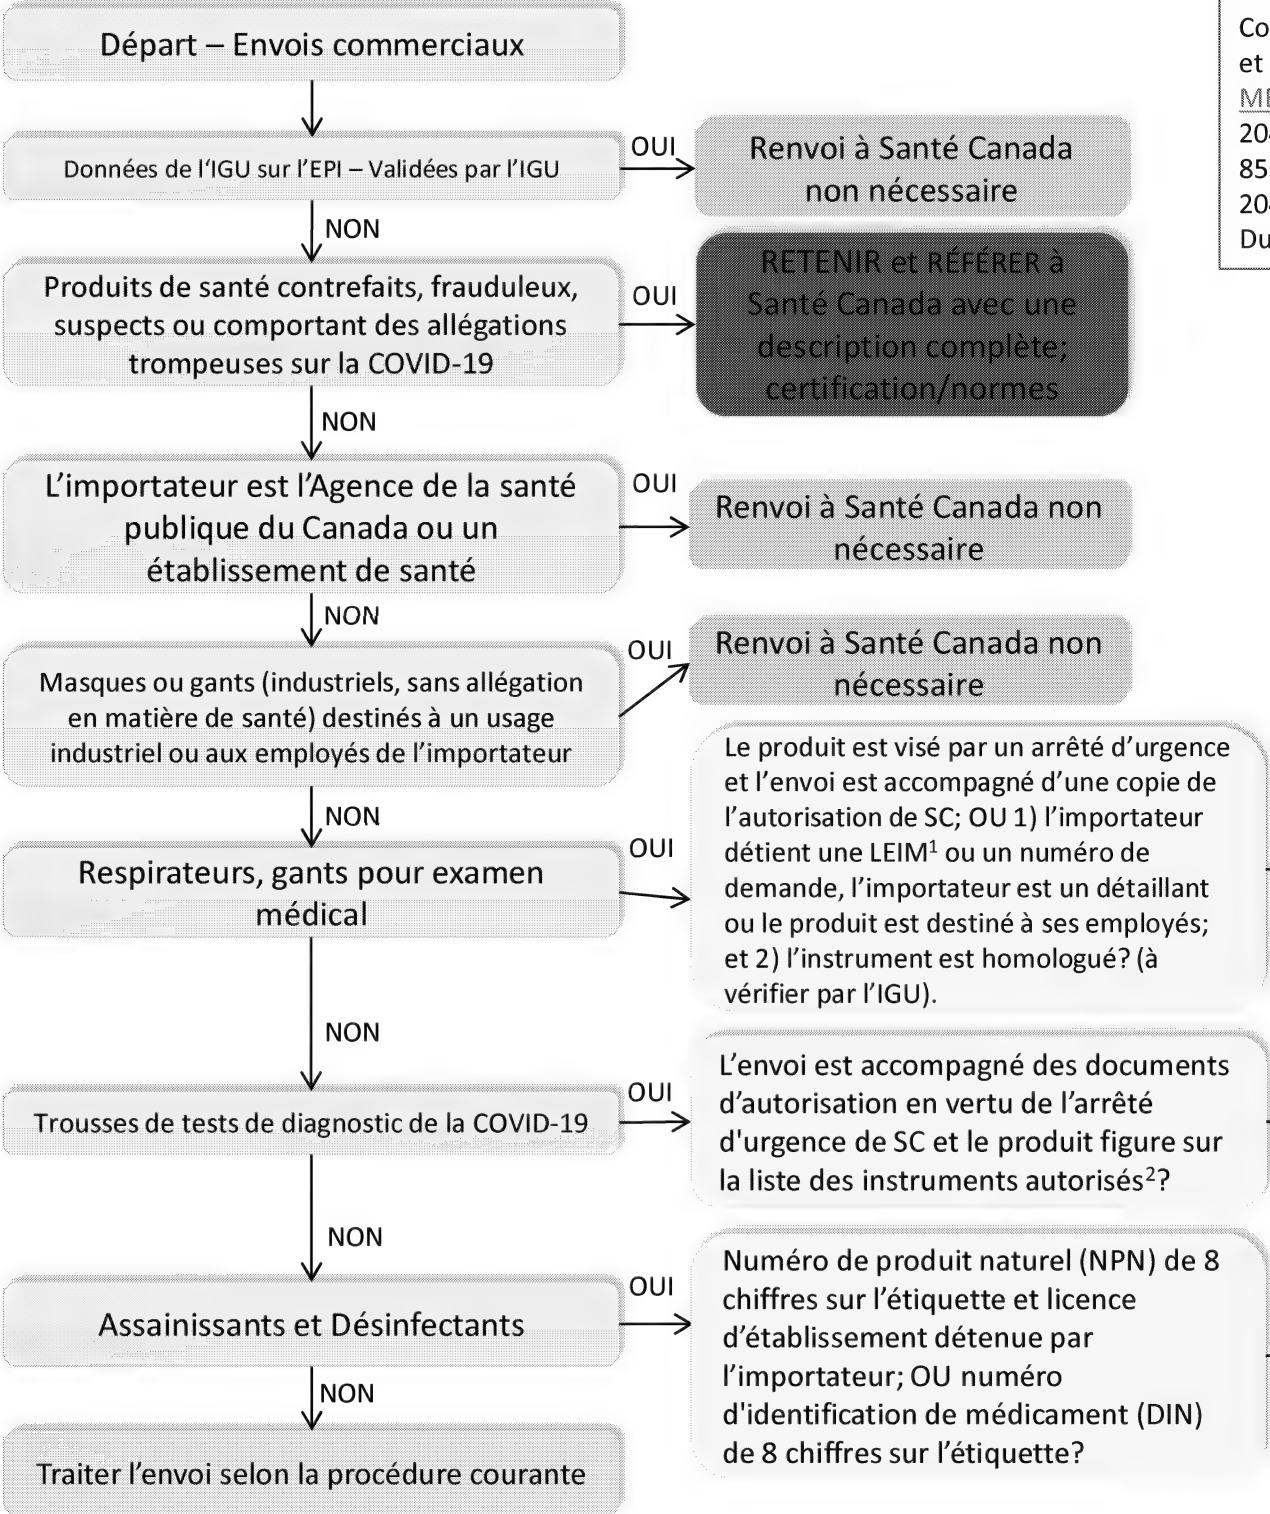 Départ – Envois commerciaux
Données de l‘IGU sur l’EPI – Validées par l’IGU
OUI
Renvoi à Santé Canada
non nécessaire
NON
Produits de santé contrefaits, frauduleux,
suspects ou comportant des allégations
trompeuses sur la COVID-19
OUI
RETENIR et RÉFÉRER à
Santé Canada avec une
description complète;
certification/normes
NON
L’importateur est l’Agence de la santé
publique du Canada ou un
établissement de santé
OUI
Renvoi à Santé Canada non
nécessaire
NON
Masques ou gants (industriels, sans allégation
en matière de santé) destinés à un usage
industriel ou aux employés de l’importateur
OUI
Renvoi à Santé Canada non
nécessaire
NON
Respirateurs, gants pour examen
médical
OUI
Le produit est visé par un arrêté d’urgence
et l’envoi est accompagné d’une copie de
l’autorisation de SC; OU 1) l’importateur
détient une LEIM¹ ou un numéro de
demande, l’importateur est un détaillant
ou le produit est destiné à ses employés;
et 2) l’instrument est homologué? (à
vérifier par l’IGU).
NON
Trousses de tests de diagnostic de la COVID-19
OUI
L’envoi est accompagné des documents
d’autorisation en vertu de l’arrêté
d'urgence de SC et le produit figure sur
la liste des instruments autorisés²?
NON
Assainissants et Désinfectants
OUI
Numéro de produit naturel (NPN) de 8
chiffres sur l’étiquette et licence
d’établissement détenue par
l’importateur; OU numéro
d'identification de médicament (DIN)
de 8 chiffres sur l’étiquette?
NON
Traiter l’envoi selon la procédure courante
et